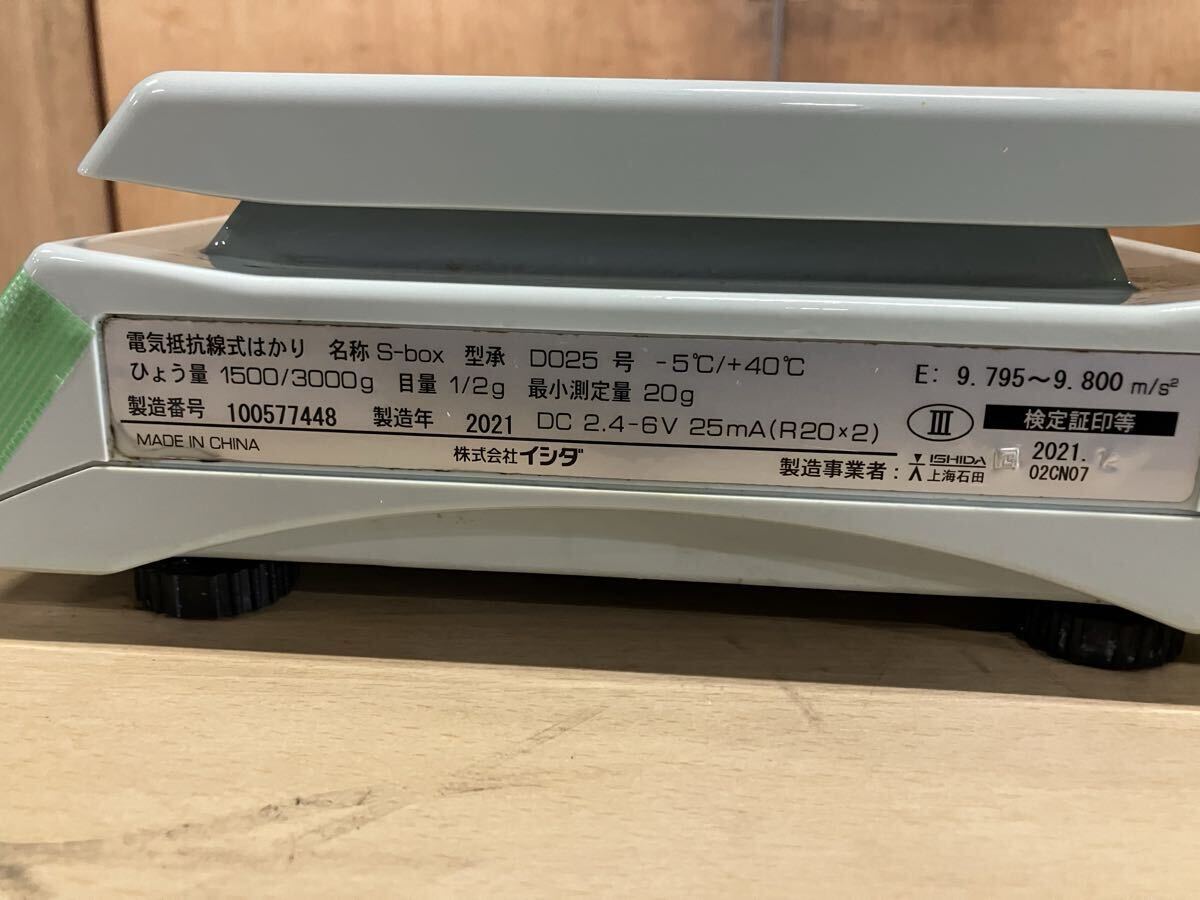 電気抵抗線式はかり 名称 S-box 型承 D025 号 -5℃/+40℃
ひょう量 1500/3000g 目量 1/2g 最小測定量 20g
製造番号 100577448 製造年 2021 DC 2.4-6V 25mA(R20×2)
MADE IN CHINA
株式会社イシダ
E: 9.795～9.800 m/s²
III 検定証印等
製造事業者: ISHIDA 2021.
上海石田 02CN07